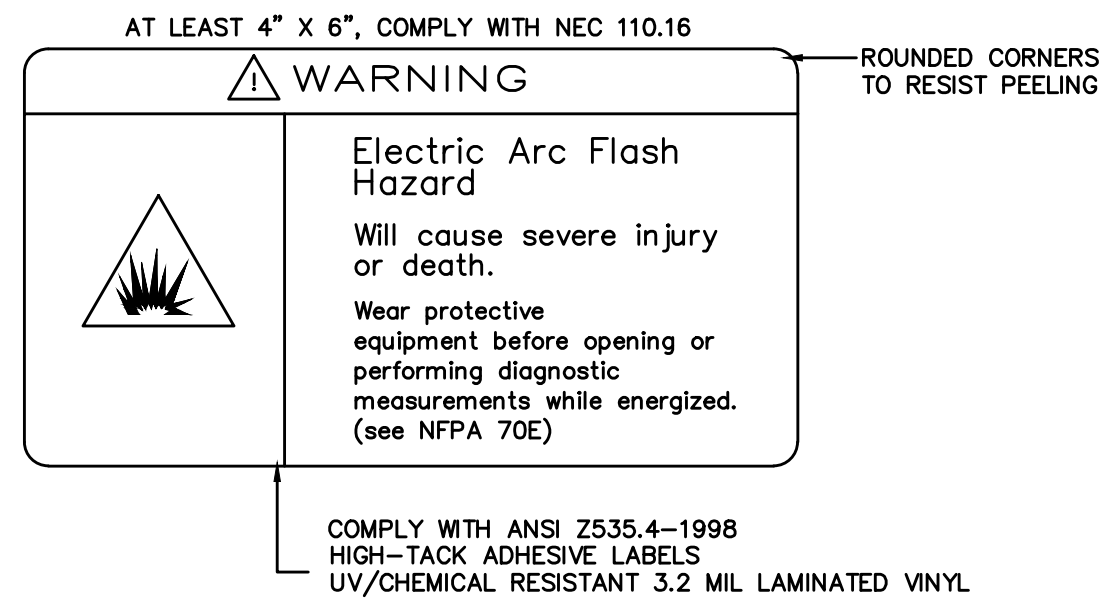 AT LEAST 4” X 6”, COMPLY WITH NEC 110.16
ROUNDED CORNERS
TO RESIST PEELING
! WARNING
Electric Arc Flash
Hazard
Will cause severe injury
or death.
Wear protective
equipment before opening or
performing diagnostic
measurements while energized.
(see NFPA 70E)
COMPLY WITH ANSI Z535.4–1998
HIGH–TACK ADHESIVE LABELS
UV/CHEMICAL RESISTANT 3.2 MIL LAMINATED VINYL